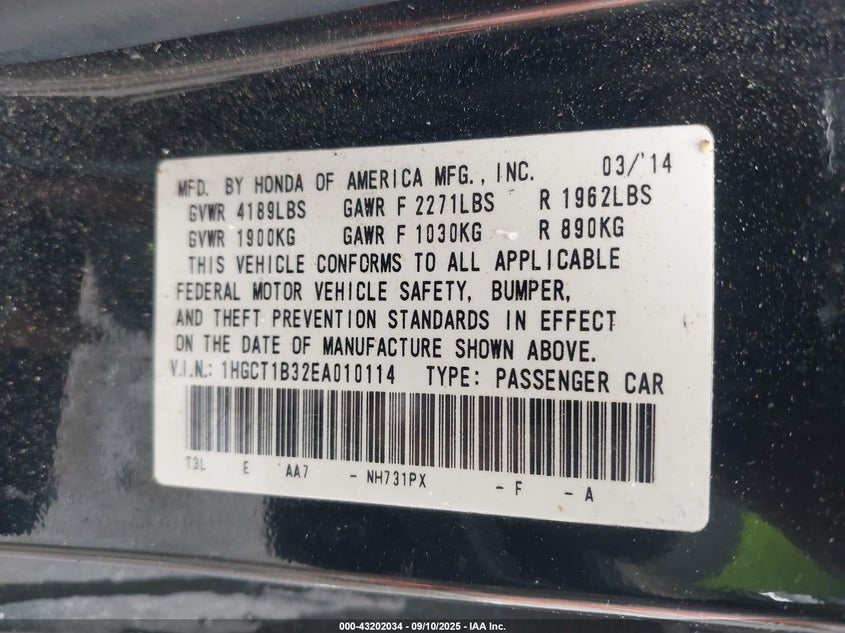 MFD. BY HONDA OF AMERICA MFG., INC. 03/'14
GVWR 4189LBS GAWR F 2271LBS R 1962LBS
GVWR 1900KG GAWR F 1030KG R 890KG
THIS VEHICLE CONFORMS TO ALL APPLICABLE
FEDERAL MOTOR VEHICLE SAFETY, BUMPER,
AND THEFT PREVENTION STANDARDS IN EFFECT
ON THE DATE OF MANUFACTURE SHOWN ABOVE.
V.I.N.: 1HGCT1B32EA010114 TYPE: PASSENGER CAR
T3L E AA7 - NH731PX - F - A
000-43202034 - 09/10/2025 - IAA Inc.